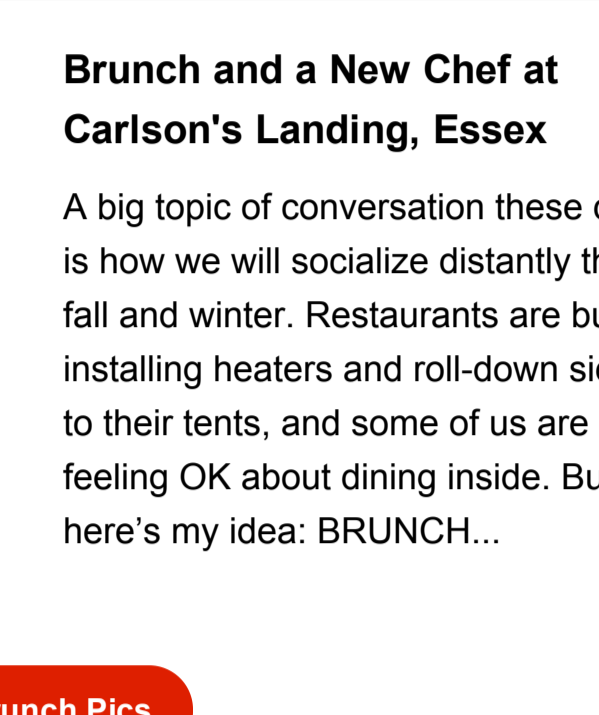 Brunch and a New Chef at
Carlson's Landing, Essex
A big topic of conversation these
is how we will socialize distantly
fall and winter. Restaurants are
installing heaters and roll-down
to their tents, and some of us are
feeling OK about dining inside.
here’s my idea: BRUNCH...
Pics